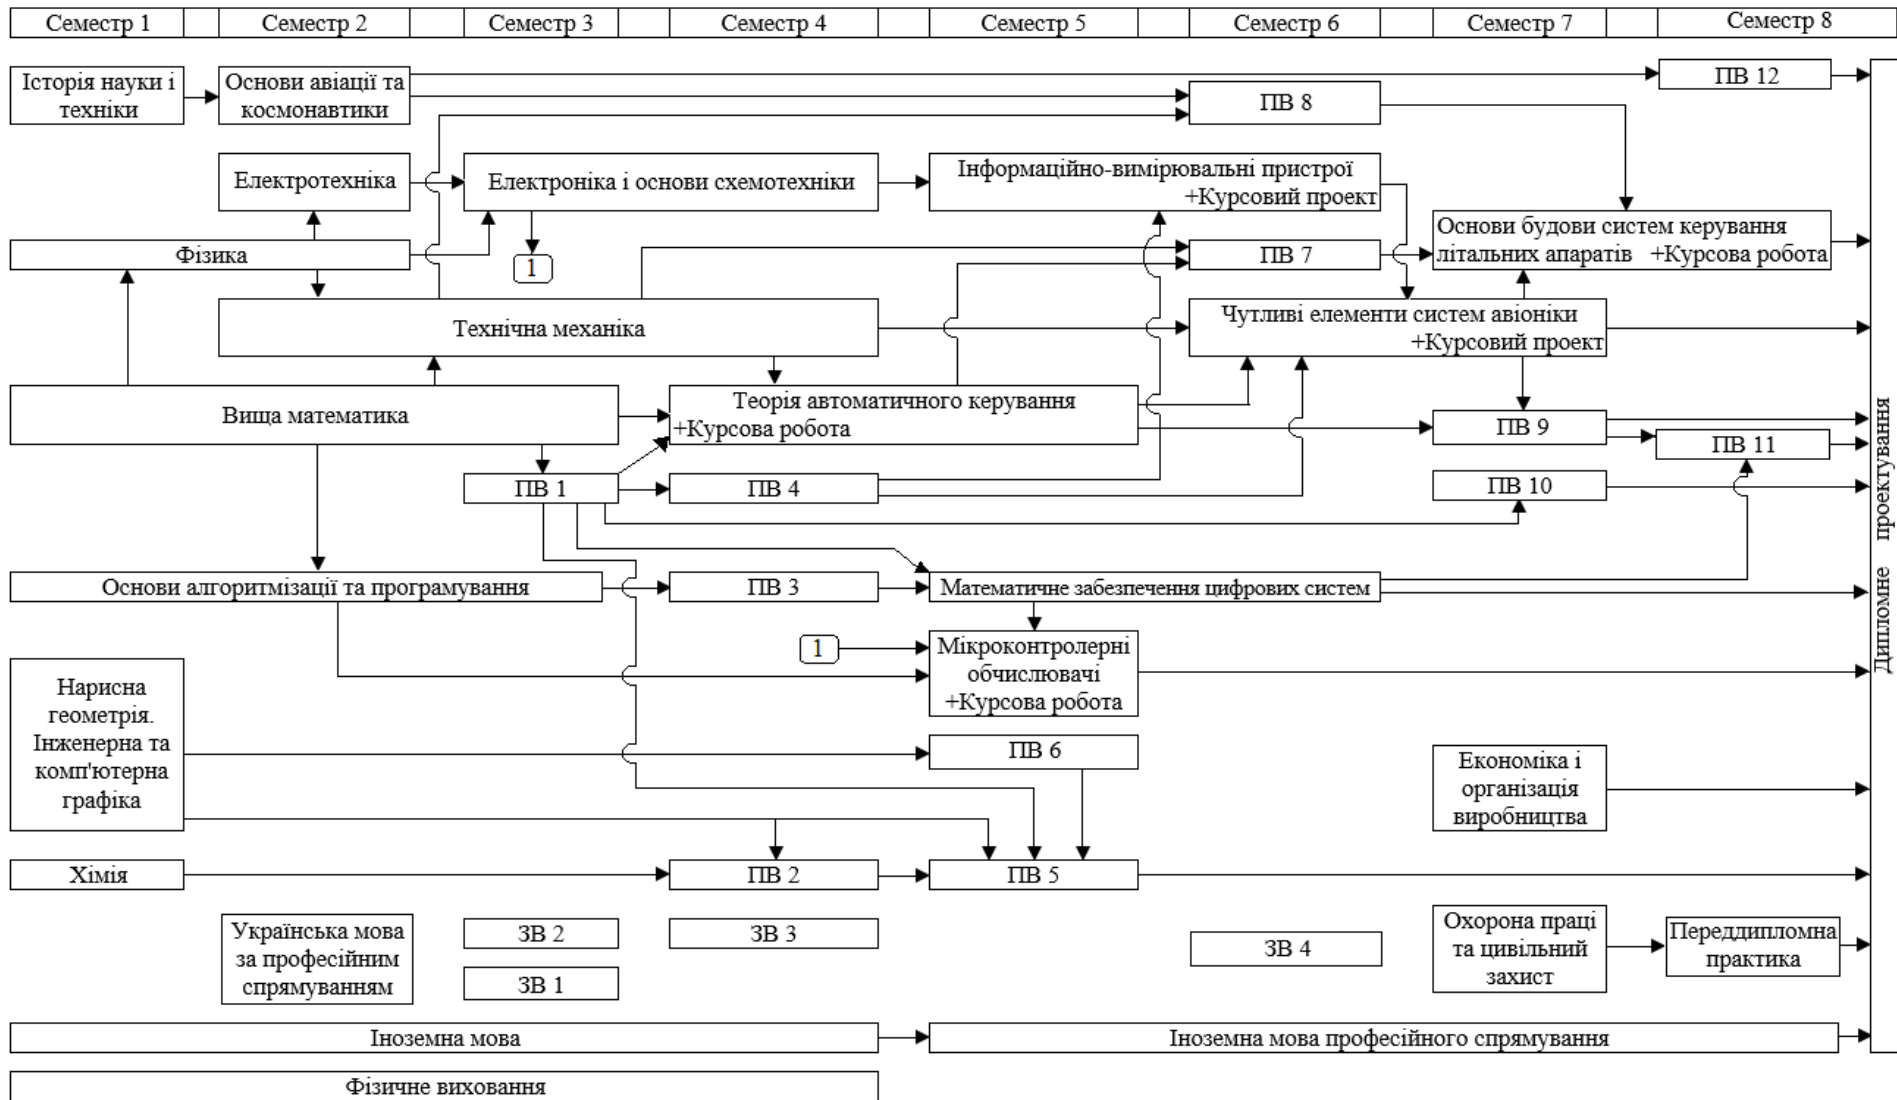 Семестр 1
Семестр 2
Семестр 3
Семестр 4
Семестр 5
Семестр 6
Семестр 7
Семестр 8
Історія науки і
техніки
Основи авіації та
космонавтики
ПВ 8
ПВ 12
Електротехніка
Електроніка і основи схемотехніки
Інформаційно-вимірювальні пристрої
+Курсовий проект
Фізика
1
ПВ 7
Основи будови систем керування
літальних апаратів +Курсова робота
Технічна механіка
Чутливі елементи систем авіоніки
+Курсовий проект
Вища математика
Теорія автоматичного керування
+Курсова робота
ПВ 9
ПВ 11
ПВ 1
ПВ 4
ПВ 10
Основи алгоритмізації та програмування
ПВ 3
Математичне забезпечення цифрових систем
1
Мікроконтролерні
обчислювачі
+Курсова робота
Нарисна
геометрія.
Інженерна та
комп'ютерна
графіка
ПВ 6
Економіка і
організація
виробництва
Хімія
ПВ 2
ПВ 5
Українська мова
за професійним
спрямуванням
ЗВ 2
ЗВ 1
ЗВ 3
ЗВ 4
Охорона праці
та цивільний
захист
Переддипломна
практика
Іноземна мова
Іноземна мова професійного спрямування
Фізичне виховання
Дипломне проектування